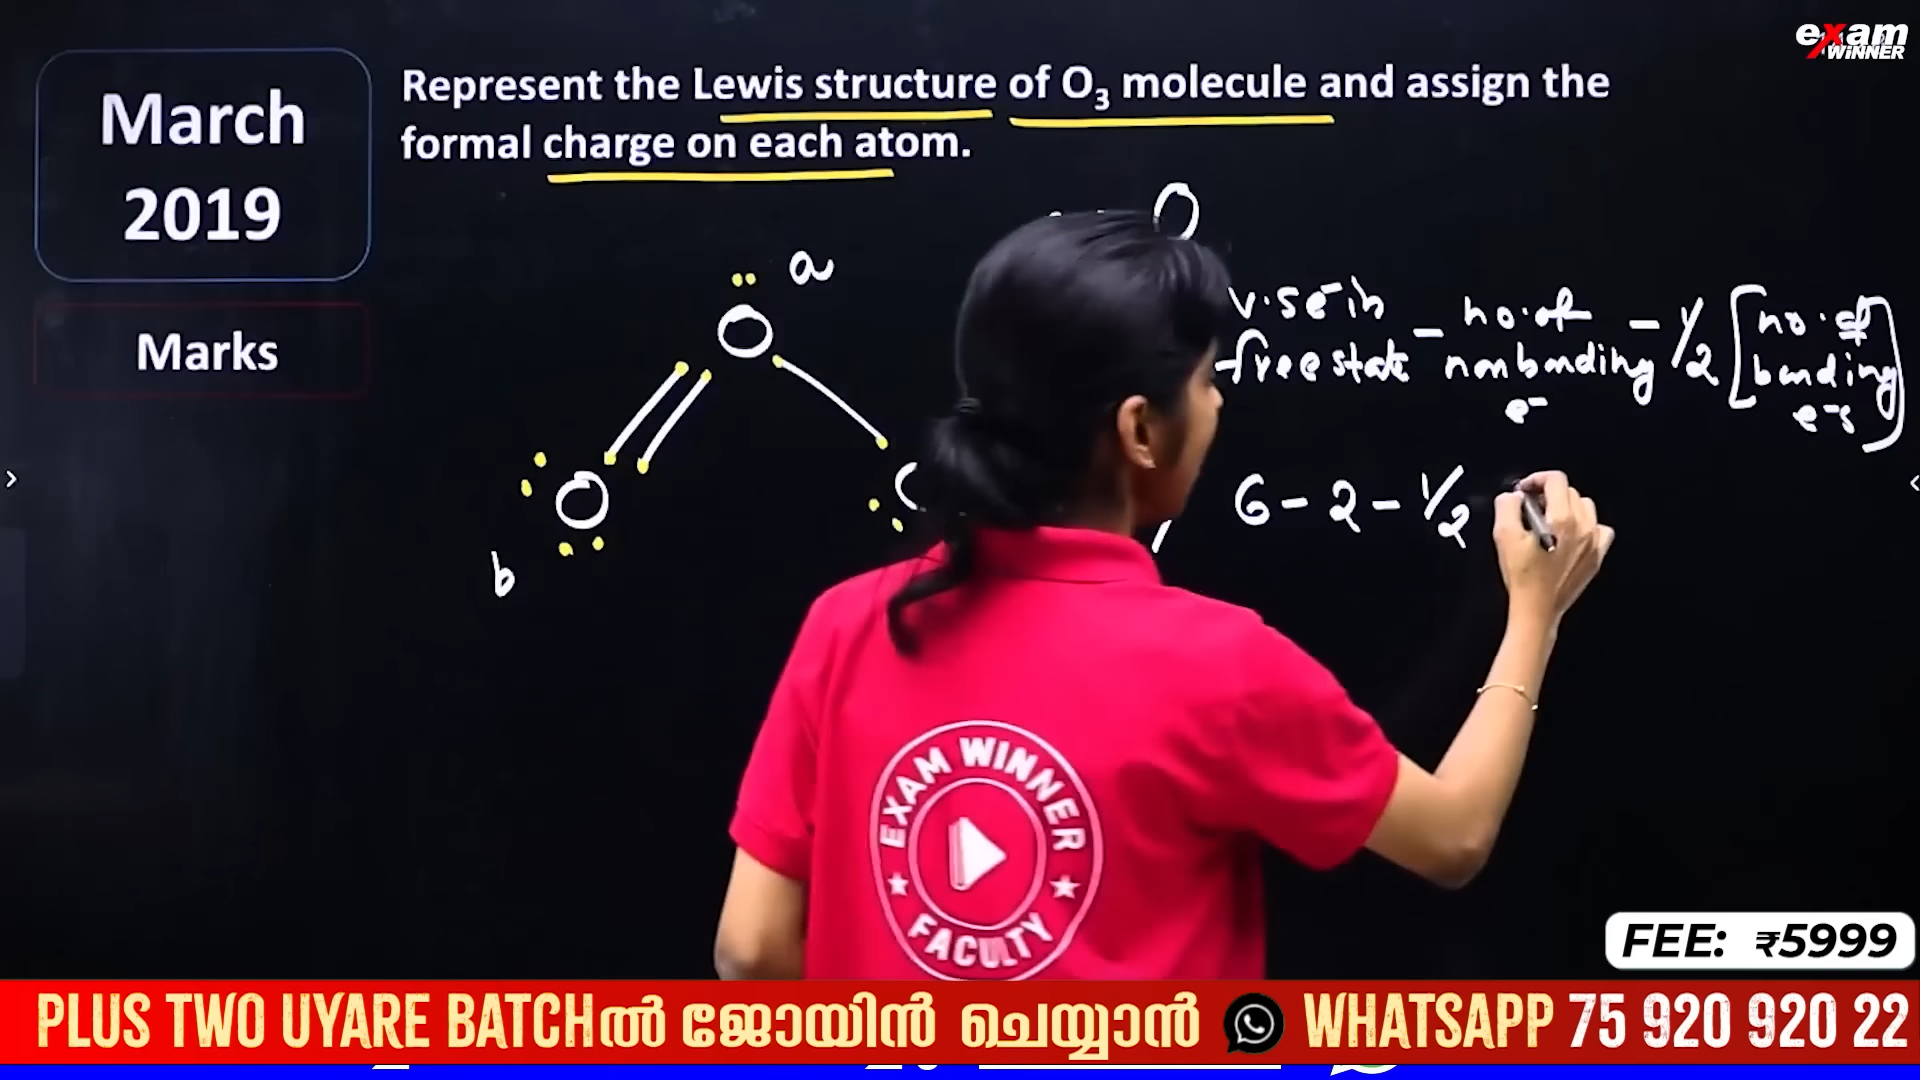 exam
WINNER
March
2019
Marks
Represent the Lewis structure of O3 molecule and assign the
formal charge on each atom.
O
a
O
O
b
v.s e⁻ in
free state - no. of
nonbonding
e⁻ - 1/2 [no. of
bonding
e⁻s]
6 - 2 - 1/2
EXAM WINNER
FACULTY
FEE: ₹5999
PLUS TWO UYARE BATCHൽ ജോയിൻ ചെയ്യാൻ WHATSAPP 75 920 920 22